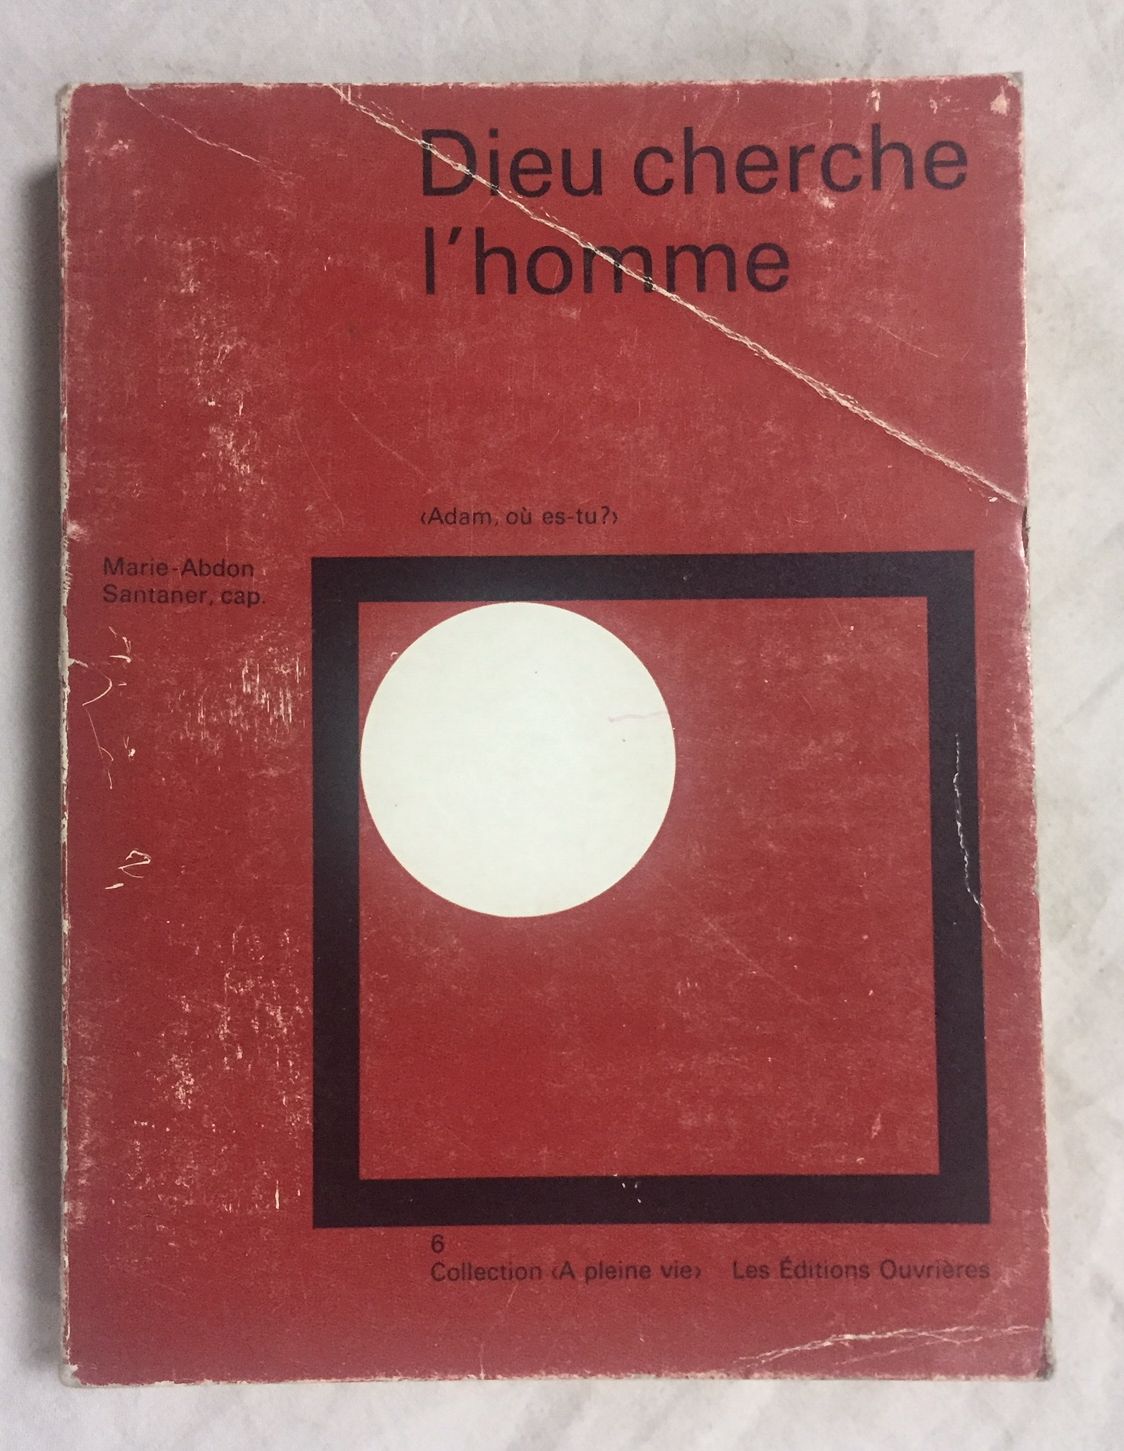 Dieu cherche
l'homme
‹Adam, où es-tu?›
Marie-Abdon
Santaner, cap.
6
Collection ‹A pleine vie› Les Éditions Ouvrières